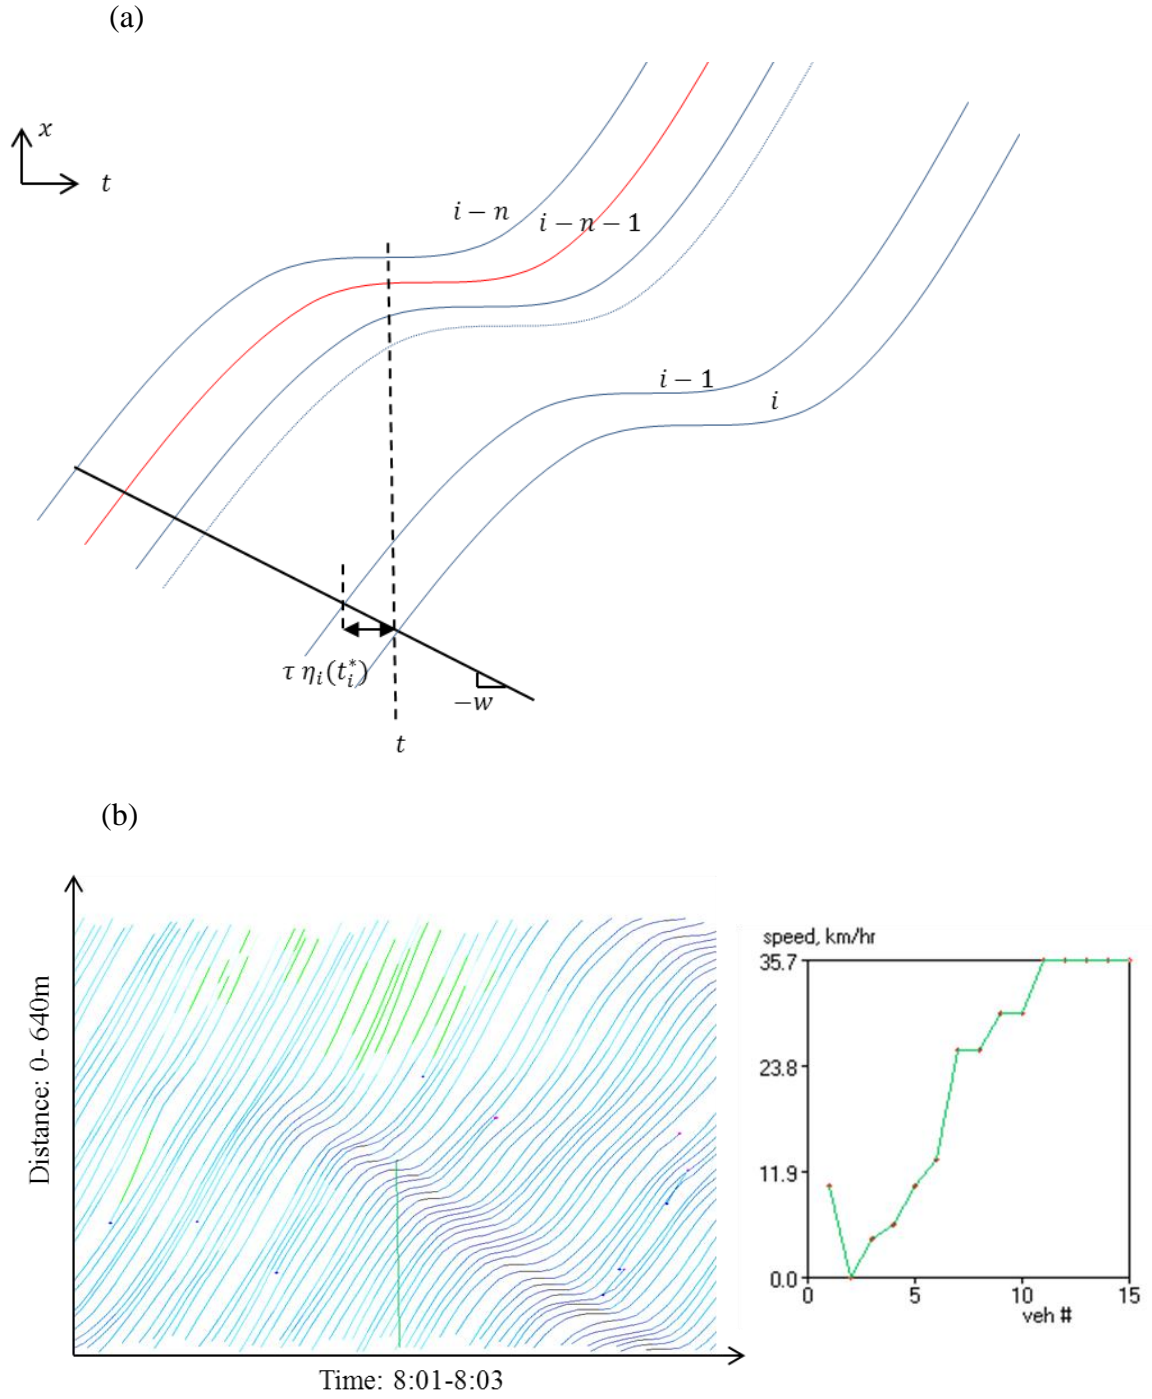 (a)
x
t
i − n
i − n − 1
i − 1
i
τ ηᵢ(tᵢ*)
−w
t
(b)
Distance: 0- 640m
Time: 8:01-8:03
speed, km/hr
35.7
23.8
11.9
0.0
0 5 10 15
veh #